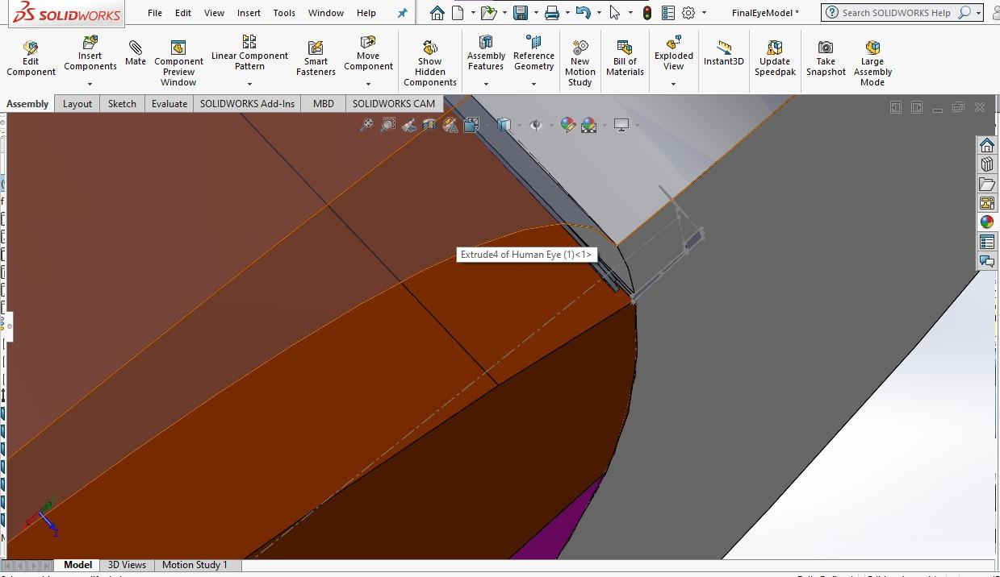 SOLIDWORKS
File Edit View Insert Tools Window Help
FinalEyeModel *
Search SOLIDWORKS Help
Edit Component
Insert Components
Mate
Component Preview Window
Linear Component Pattern
Smart Fasteners
Move Component
Show Hidden Components
Assembly Features
Reference Geometry
New Motion Study
Bill of Materials
Exploded View
Instant3D
Update Speedpak
Take Snapshot
Large Assembly Mode
Assembly Layout Sketch Evaluate SOLIDWORKS Add-Ins MBD SOLIDWORKS CAM
Extrude4 of Human Eye (1)<1>
Z
Model 3D Views Motion Study 1